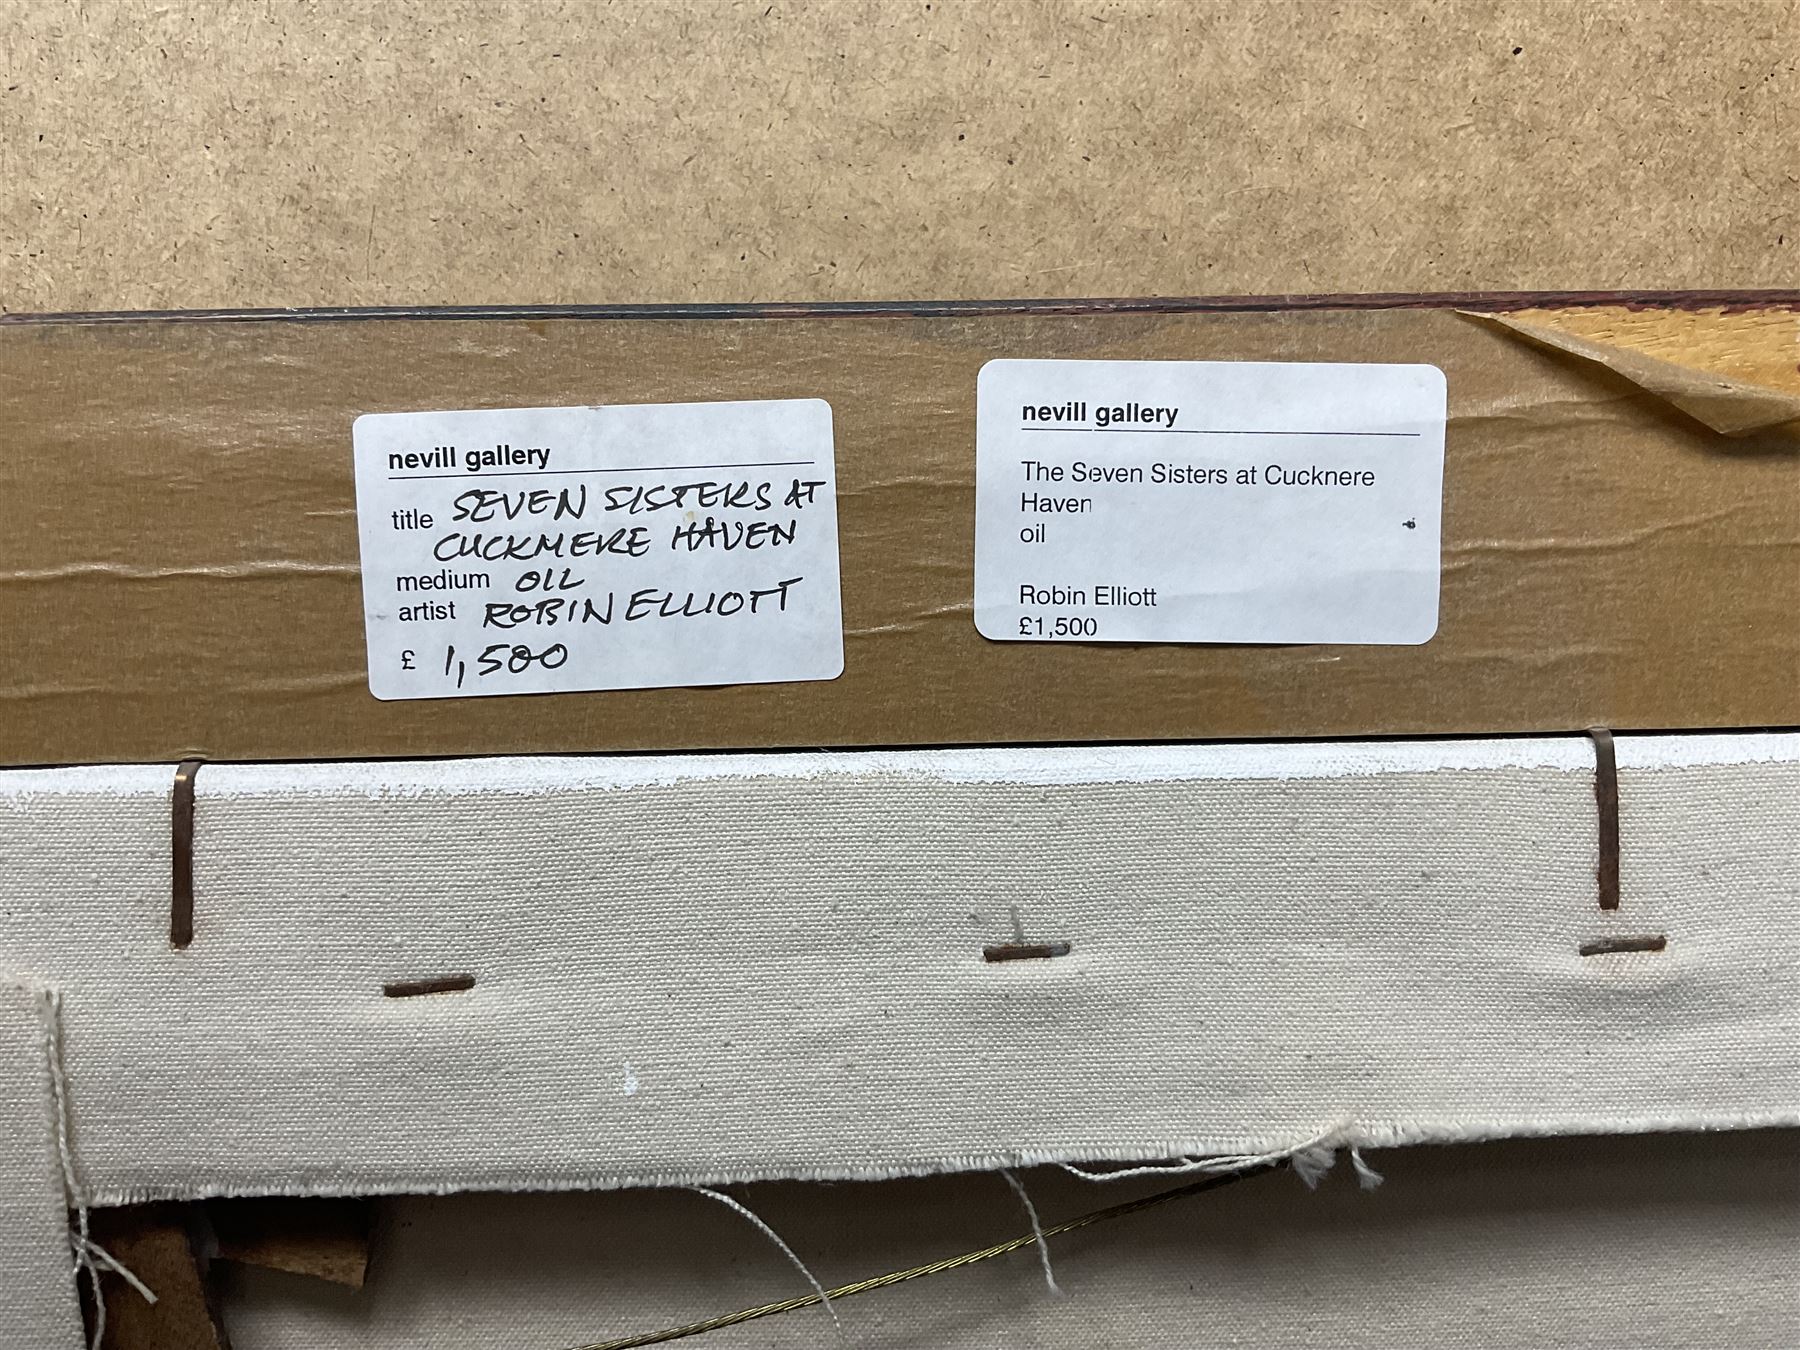 nevill gallery
title SEVEN SISTERS AT
CUCKMERE HAVEN
medium OIL
artist ROBIN ELLIOTT
£ 1,500
nevill gallery
The Seven Sisters at Cucknere
Haven
oil
Robin Elliott
£1,500